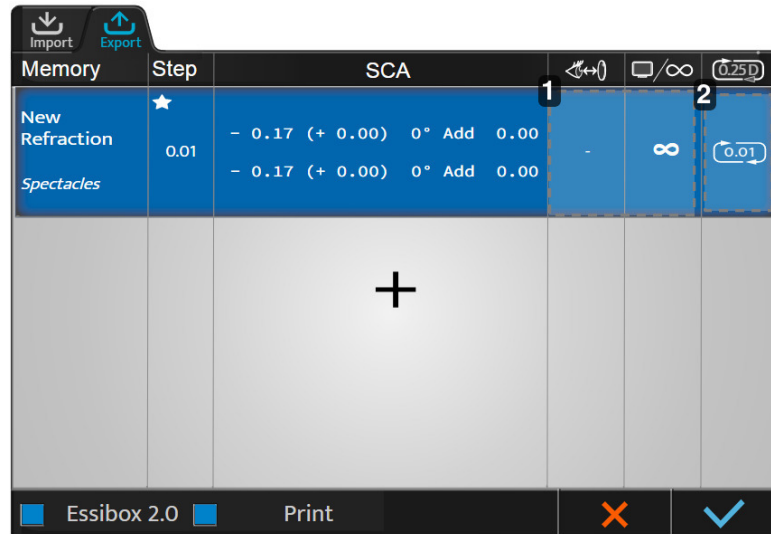 Import Export
Memory Step SCA 0.25D
1 2
New
Refraction
Spectacles
0.01
- 0.17 (+ 0.00) 0° Add 0.00
- 0.17 (+ 0.00) 0° Add 0.00
- ∞ 0.01
+
Essibox 2.0 Print